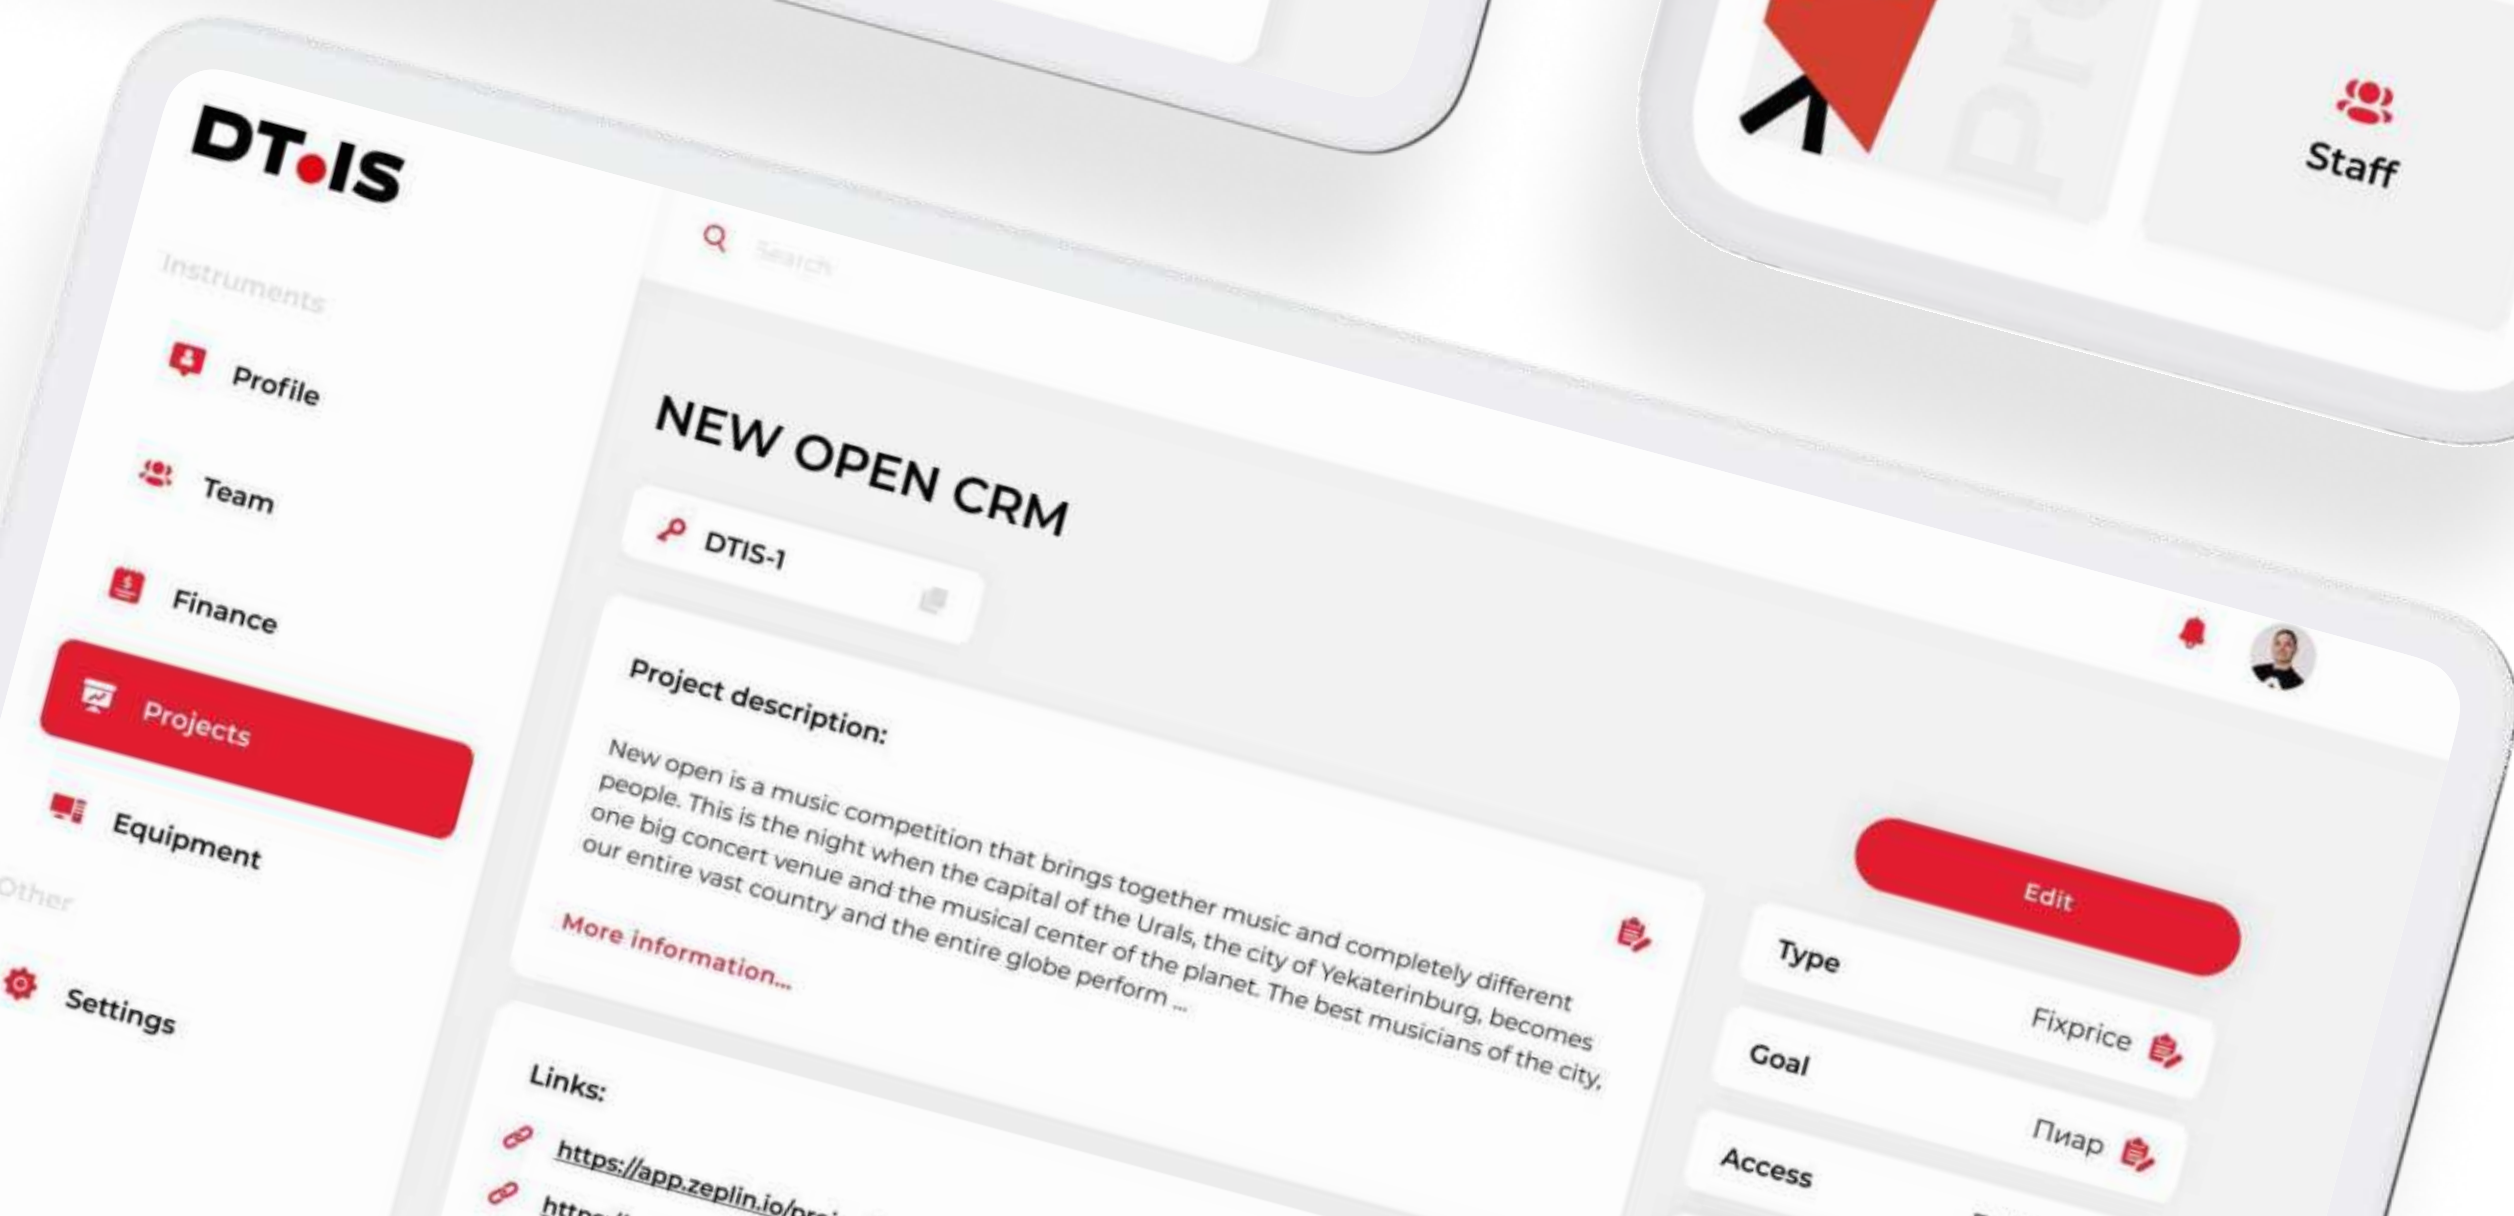 Pro
Staff
DT.IS
Instruments
Profile
Team
Finance
Projects
Equipment
Other
Settings
Search
NEW OPEN CRM
DTIS-1
Project description:
New open is a music competition that brings together music and completely different
people. This is the night when the capital of the Urals, the city of Yekaterinburg, becomes
one big concert venue and the musical center of the planet. The best musicians of the city,
our entire vast country and the entire globe perform ...
More information...
Links:
https://app.zeplin.io/proj
https:/
Edit
Type
Fixprice
Goal
Пиар
Access